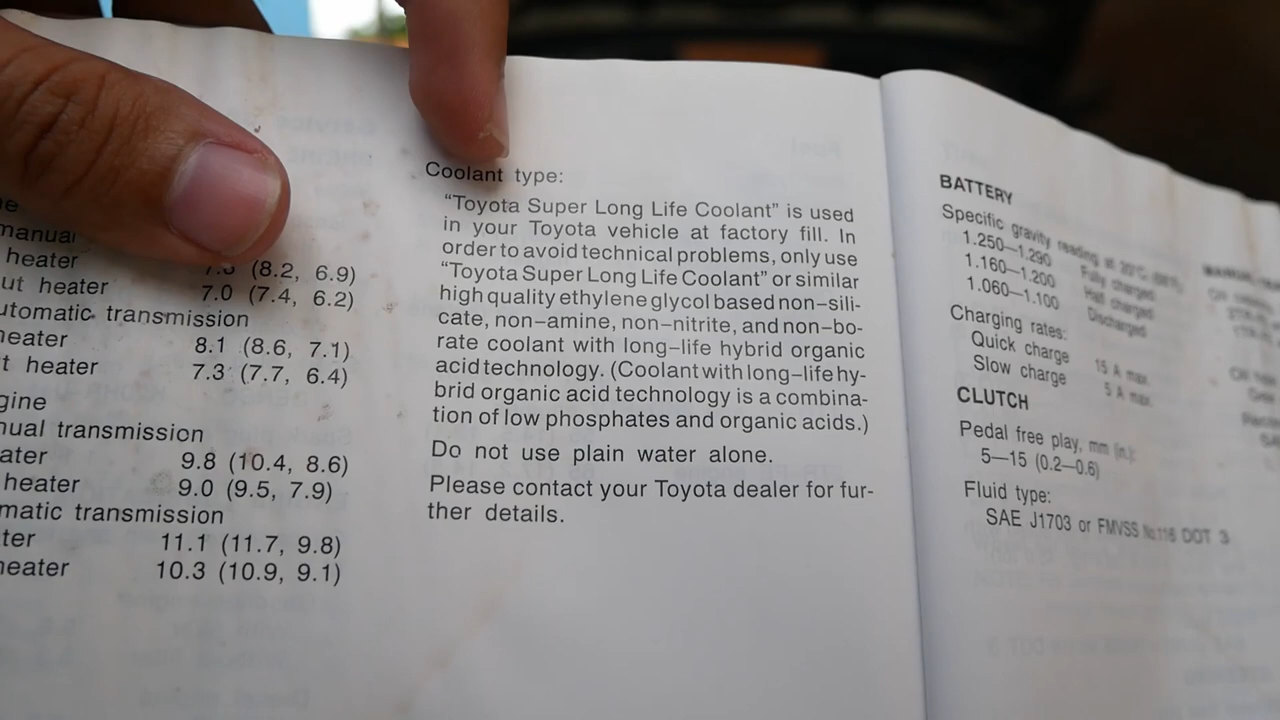 manual
heater
(8.2, 6.9)
ut heater 7.0 (7.4, 6.2)
utomatic transmission
heater 8.1 (8.6, 7.1)
t heater 7.3 (7.7, 6.4)
gine
nual transmission
ater 9.8 (10.4, 8.6)
heater 9.0 (9.5, 7.9)
matic transmission
ter 11.1 (11.7, 9.8)
heater 10.3 (10.9, 9.1)
Coolant type:
“Toyota Super Long Life Coolant” is used
in your Toyota vehicle at factory fill. In
order to avoid technical problems, only use
“Toyota Super Long Life Coolant” or similar
high quality ethylene glycol based non–sili-
cate, non–amine, non–nitrite, and non–bo-
rate coolant with long–life hybrid organic
acid technology. (Coolant with long–life hy-
brid organic acid technology is a combina-
tion of low phosphates and organic acids.)
Do not use plain water alone.
Please contact your Toyota dealer for fur-
ther details.
BATTERY
Specific gravity reading at 20°C
1.250—1.290 Fully charged
1.160—1.200 Half charged
1.060—1.100 Discharged
Charging rates:
Quick charge 15 A max.
Slow charge 5 A max.
CLUTCH
Pedal free play, mm (in.):
5—15 (0.2—0.6)
Fluid type:
SAE J1703 or FMVSS No.116 DOT 3